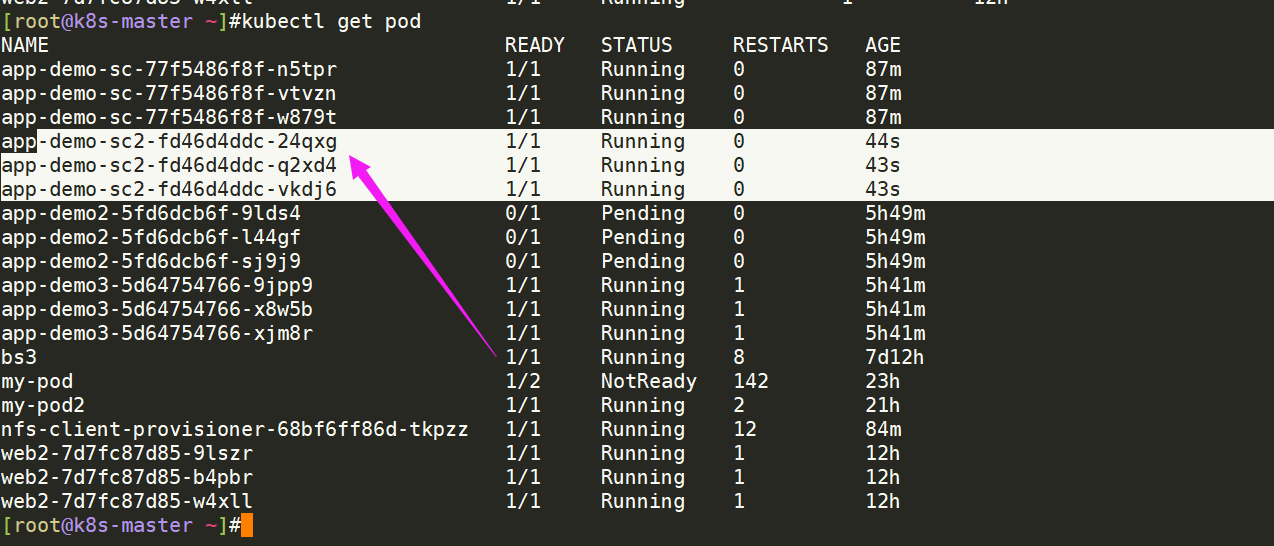 [root@k8s-master ~]#kubectl get pod
NAME READY STATUS RESTARTS AGE
app-demo-sc-77f5486f8f-n5tpr 1/1 Running 0 87m
app-demo-sc-77f5486f8f-vtvzn 1/1 Running 0 87m
app-demo-sc-77f5486f8f-w879t 1/1 Running 0 87m
app-demo-sc2-fd46d4ddc-24qxg 1/1 Running 0 44s
app-demo-sc2-fd46d4ddc-q2xd4 1/1 Running 0 43s
app-demo-sc2-fd46d4ddc-vkdj6 1/1 Running 0 43s
app-demo2-5fd6dcb6f-9lds4 0/1 Pending 0 5h49m
app-demo2-5fd6dcb6f-l44gf 0/1 Pending 0 5h49m
app-demo2-5fd6dcb6f-sj9j9 0/1 Pending 0 5h49m
app-demo3-5d64754766-9jpp9 1/1 Running 1 5h41m
app-demo3-5d64754766-x8w5b 1/1 Running 1 5h41m
app-demo3-5d64754766-xjm8r 1/1 Running 1 5h41m
bs3 1/1 Running 8 7d12h
my-pod 1/2 NotReady 142 23h
my-pod2 1/1 Running 2 21h
nfs-client-provisioner-68bf6ff86d-tkpzz 1/1 Running 12 84m
web2-7d7fc87d85-9lszr 1/1 Running 1 12h
web2-7d7fc87d85-b4pbr 1/1 Running 1 12h
web2-7d7fc87d85-w4xll 1/1 Running 1 12h
[root@k8s-master ~]#